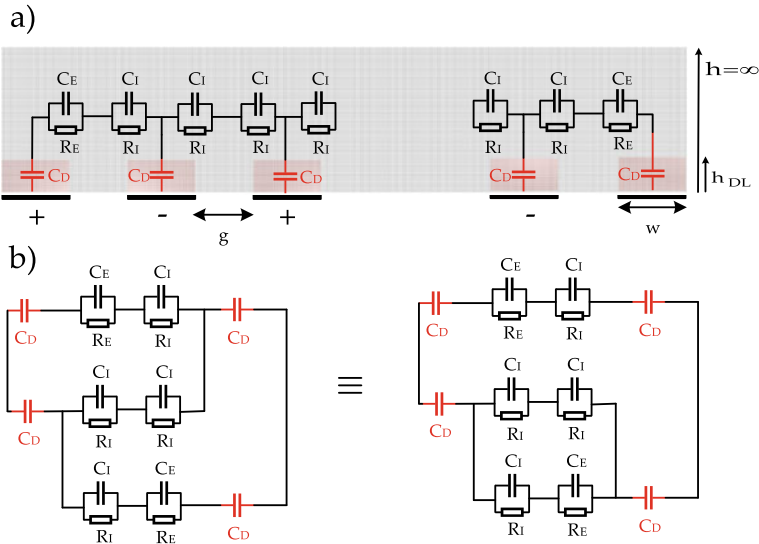 a)
CE CI CI CI CI CI CI CE
h=∞
RE RI RI RI RI RI RI RE
CD CD CD CD CD
hDL
+ - + -
g w
b)
CE CI CE CI
CD RE RI CD CD RE RI CD
CI CI ≡ CI CI
CD RI RI CD RI RI
CI CE CI CE
RI RE CD RI RE CD